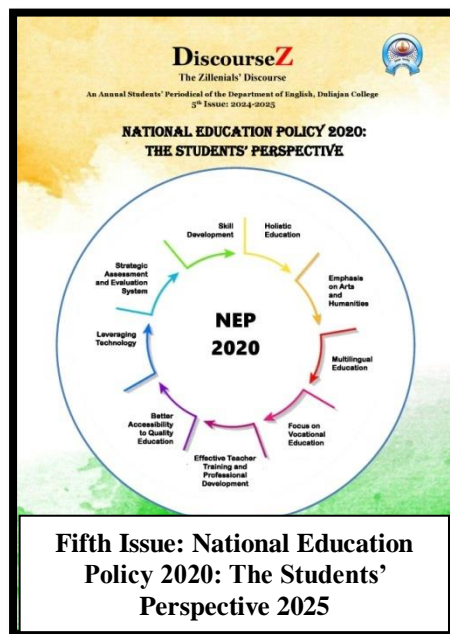 DiscourseZ
The Zillenials' Discourse
An Annual Students' Periodical of the Department of English, Duliajan College
5th Issue: 2024-2025
NATIONAL EDUCATION POLICY 2020:
THE STUDENTS' PERSPECTIVE
Skill
Development
Holistic
Education
Emphasis
on Arts
and
Humanities
Multilingual
Education
Focus on
Vocational
Education
Effective Teacher
Training and
Professional
Development
Better
Accessibility
to Quality
Education
Leveraging
Technology
Strategic
Assessment
and Evaluation
System
NEP
2020
Fifth Issue: National Education
Policy 2020: The Students'
Perspective 2025